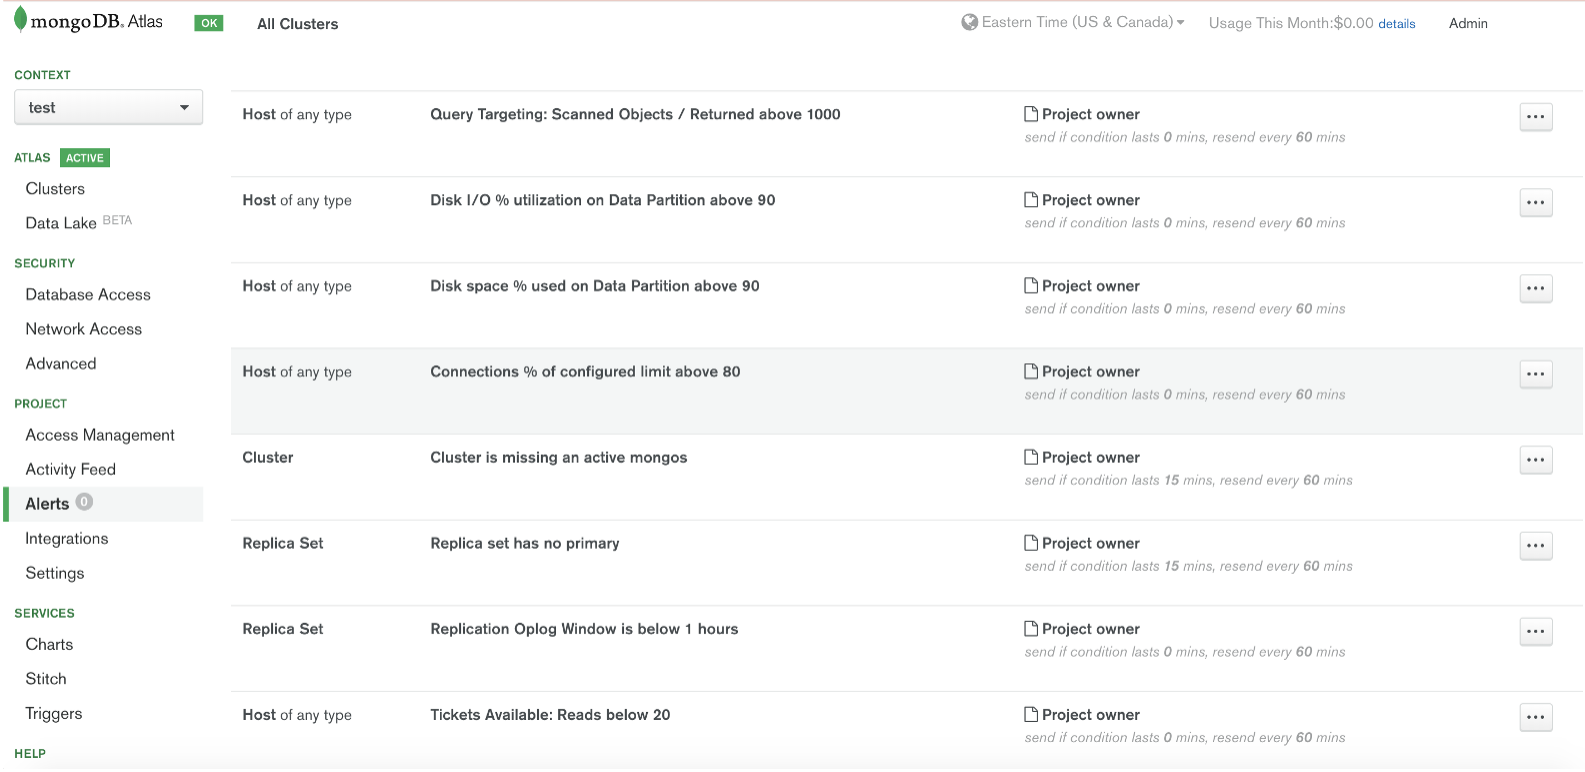 mongoDB. Atlas
OK
All Clusters
Eastern Time (US & Canada)
Usage This Month:$0.00 details
Admin
CONTEXT
test
ATLAS ACTIVE
Clusters
Data Lake BETA
SECURITY
Database Access
Network Access
Advanced
PROJECT
Access Management
Activity Feed
Alerts 0
Integrations
Settings
SERVICES
Charts
Stitch
Triggers
HELP
Host of any type
Query Targeting: Scanned Objects / Returned above 1000
Project owner
send if condition lasts 0 mins, resend every 60 mins
Host of any type
Disk I/O % utilization on Data Partition above 90
Project owner
send if condition lasts 0 mins, resend every 60 mins
Host of any type
Disk space % used on Data Partition above 90
Project owner
send if condition lasts 0 mins, resend every 60 mins
Host of any type
Connections % of configured limit above 80
Project owner
send if condition lasts 0 mins, resend every 60 mins
Cluster
Cluster is missing an active mongos
Project owner
send if condition lasts 15 mins, resend every 60 mins
Replica Set
Replica set has no primary
Project owner
send if condition lasts 15 mins, resend every 60 mins
Replica Set
Replication Oplog Window is below 1 hours
Project owner
send if condition lasts 0 mins, resend every 60 mins
Host of any type
Tickets Available: Reads below 20
Project owner
send if condition lasts 0 mins, resend every 60 mins